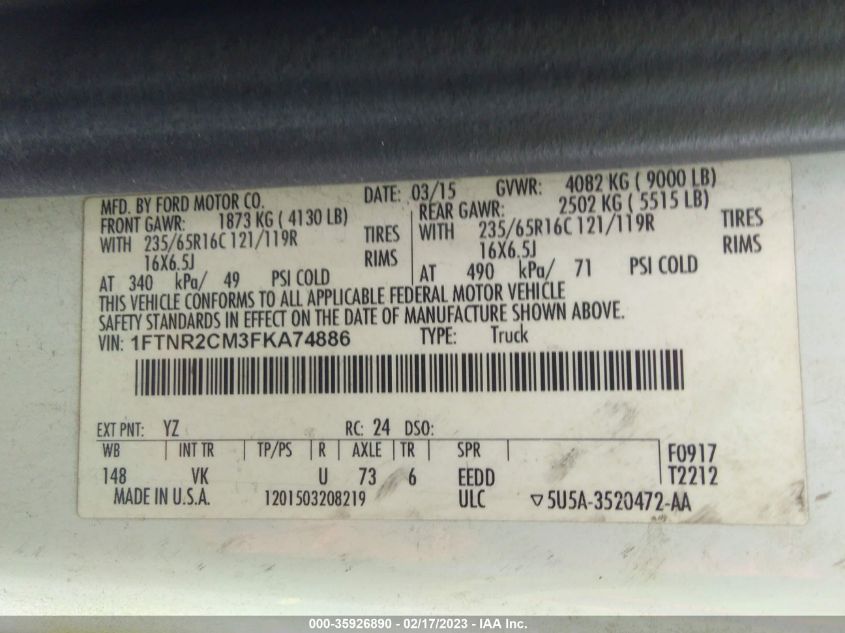 MFD. BY FORD MOTOR CO. DATE: 03/15 GVWR: 4082 KG ( 9000 LB)
FRONT GAWR: 1873 KG ( 4130 LB) REAR GAWR: 2502 KG ( 5515 LB)
WITH 235/65R16C 121/119R TIRES WITH 235/65R16C 121/119R TIRES
16X6.5J RIMS 16X6.5J RIMS
AT 340 kPa/ 49 PSI COLD AT 490 kPa/ 71 PSI COLD
THIS VEHICLE CONFORMS TO ALL APPLICABLE FEDERAL MOTOR VEHICLE
SAFETY STANDARDS IN EFFECT ON THE DATE OF MANUFACTURE SHOWN ABOVE.
VIN: 1FTNR2CM3FKA74886 TYPE: Truck
EXT PNT: YZ RC: 24 DSO:
WB INT TR TP/PS R AXLE TR SPR F0917
148 VK U 73 6 EEDD T2212
MADE IN U.S.A. 1201503208219 ULC ▽5U5A-3520472-AA
000-35926890 - 02/17/2023 - IAA Inc.